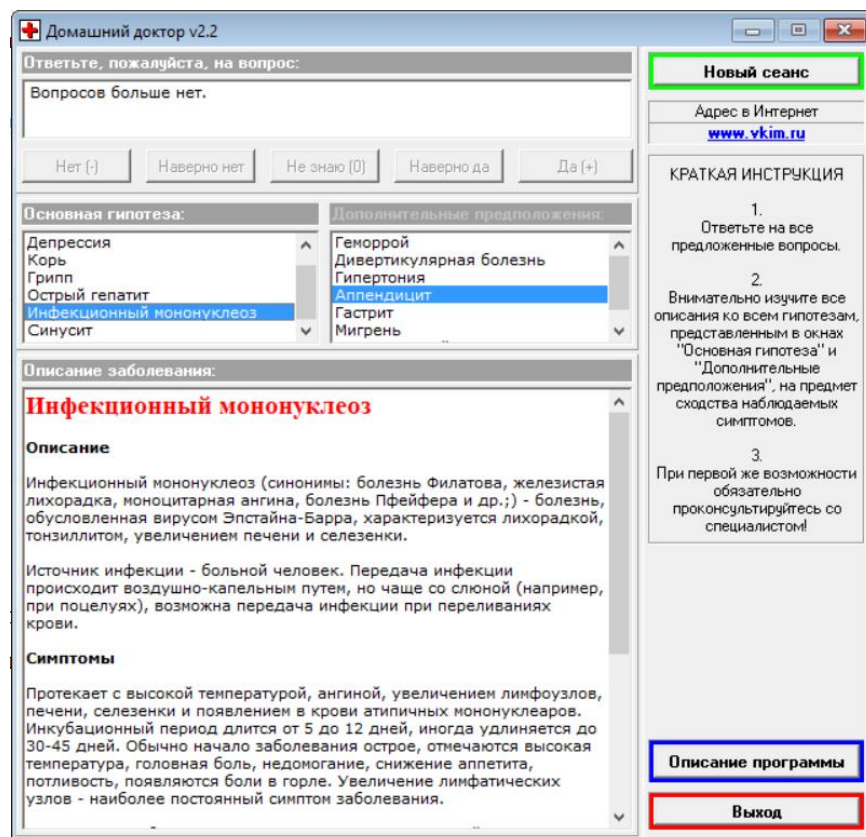 Домашний доктор v2.2
Ответьте, пожалуйста, на вопрос:
Вопросов больше нет.
Нет (-)
Наверно нет
Не знаю (0)
Наверно да
Да (+)
Основная гипотеза:
Депрессия
Корь
Грипп
Острый гепатит
Инфекционный мононуклеоз
Синусит
Дополнительные предположения:
Геморрой
Дивертикулярная болезнь
Гипертония
Аппендицит
Гастрит
Мигрень
Описание заболевания:
Инфекционный мононуклеоз
Описание
Инфекционный мононуклеоз (синонимы: болезнь Филатова, железистая
лихорадка, моноцитарная ангина, болезнь Пфейфера и др.;) - болезнь,
обусловленная вирусом Эпстайна-Барра, характеризуется лихорадкой,
тонзиллитом, увеличением печени и селезенки.
Источник инфекции - больной человек. Передача инфекции
происходит воздушно-капельным путем, но чаще со слюной (например,
при поцелуях), возможна передача инфекции при переливаниях
крови.
Симптомы
Протекает с высокой температурой, ангиной, увеличением лимфоузлов,
печени, селезенки и появлением в крови атипичных мононуклеаров.
Инкубационный период длится от 5 до 12 дней, иногда удлиняется до
30-45 дней. Обычно начало заболевания острое, отмечаются высокая
температура, головная боль, недомогание, снижение аппетита,
потливость, появляются боли в горле. Увеличение лимфатических
узлов - наиболее постоянный симптом заболевания.
Новый сеанс
Адрес в Интернет
www.vkim.ru
КРАТКАЯ ИНСТРУКЦИЯ
1.
Ответьте на все
предложенные вопросы.
2.
Внимательно изучите все
описания ко всем гипотезам,
представленным в окнах
"Основная гипотеза" и
"Дополнительные
предположения", на предмет
сходства наблюдаемых
симптомов.
3.
При первой же возможности
обязательно
проконсультируйтесь со
специалистом!
Описание программы
Выход